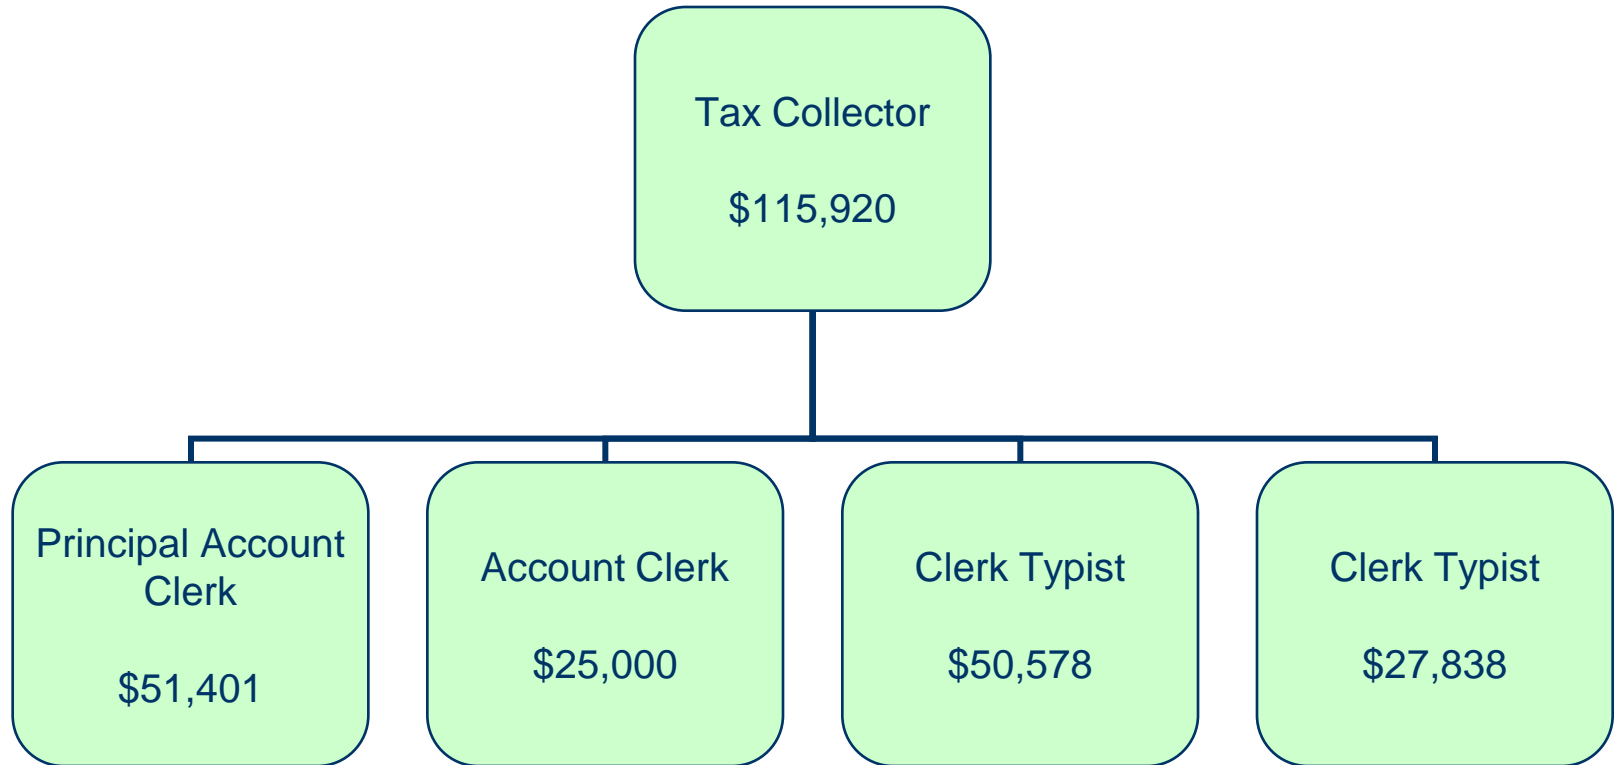 Tax Collector
$115,920
Principal Account
Clerk
$51,401
Account Clerk
$25,000
Clerk Typist
$50,578
Clerk Typist
$27,838